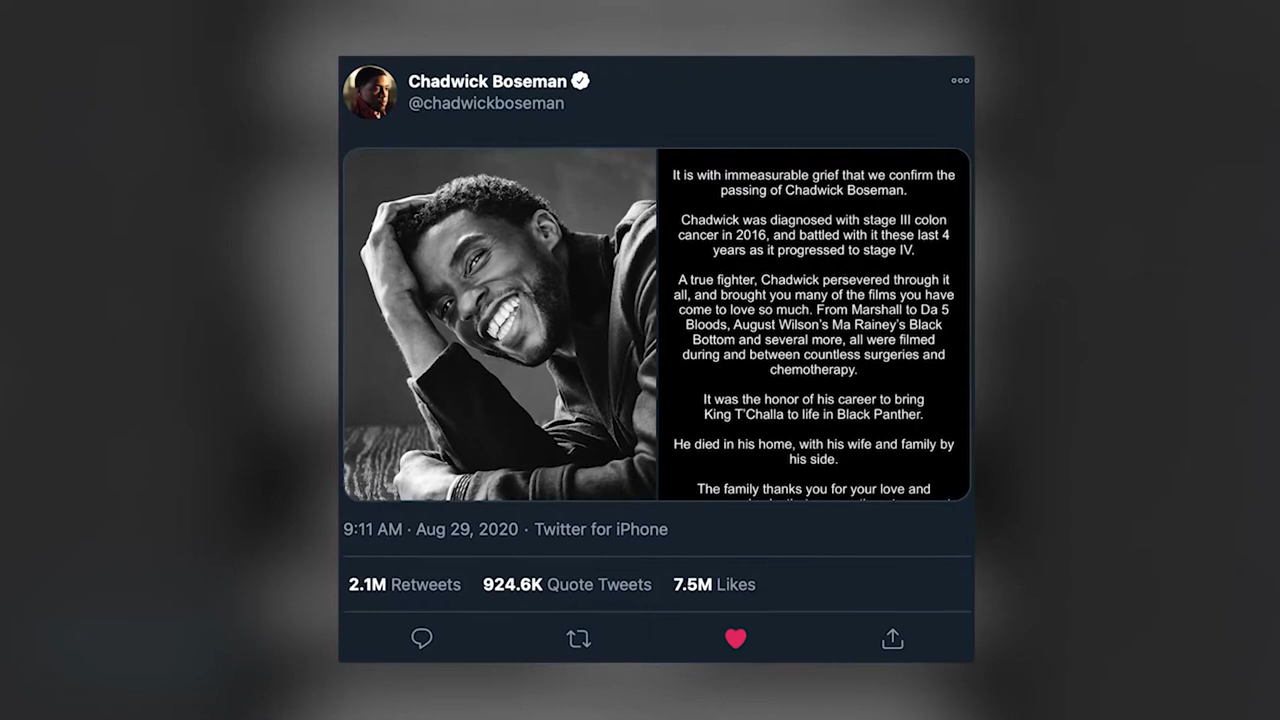 Chadwick Boseman
@chadwickboseman
It is with immeasurable grief that we confirm the
passing of Chadwick Boseman.
Chadwick was diagnosed with stage III colon
cancer in 2016, and battled with it these last 4
years as it progressed to stage IV.
A true fighter, Chadwick persevered through it
all, and brought you many of the films you have
come to love so much. From Marshall to Da 5
Bloods, August Wilson's Ma Rainey's Black
Bottom and several more, all were filmed
during and between countless surgeries and
chemotherapy.
It was the honor of his career to bring
King T'Challa to life in Black Panther.
He died in his home, with his wife and family by
his side.
The family thanks you for your love and
9:11 AM · Aug 29, 2020 · Twitter for iPhone
2.1M Retweets 924.6K Quote Tweets 7.5M Likes